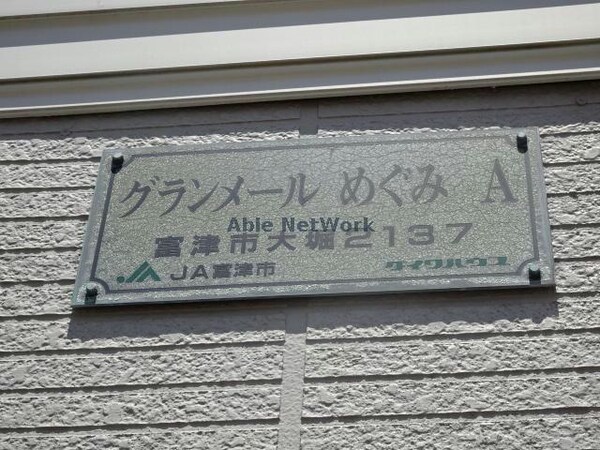 グランメール めぐみ A
Able NetWork
富津市大堀2137
JA富津市 ダイワハウス